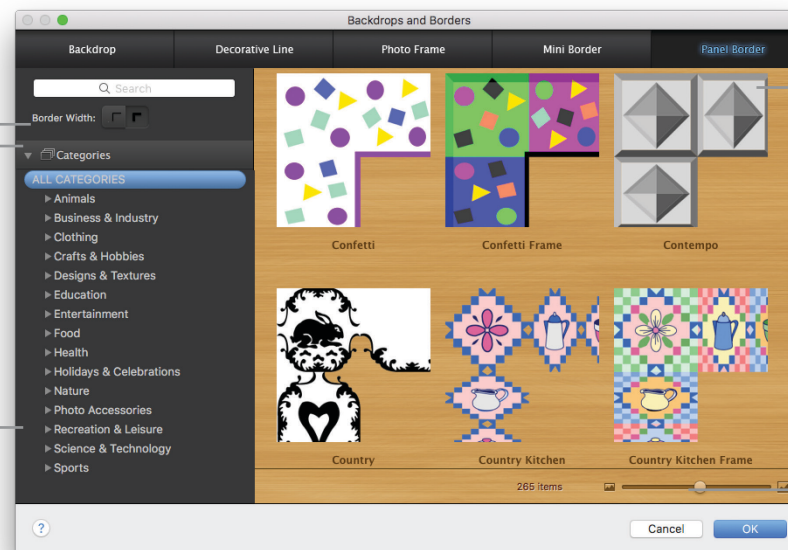 Backdrops and Borders
Backdrop Decorative Line Photo Frame Mini Border Panel Border
Search
Border Width:
Categories
ALL CATEGORIES
Animals
Business & Industry
Clothing
Crafts & Hobbies
Designs & Textures
Education
Entertainment
Food
Health
Holidays & Celebrations
Nature
Photo Accessories
Recreation & Leisure
Science & Technology
Sports
Confetti Confetti Frame Contempo
Country Country Kitchen Country Kitchen Frame
265 items
? Cancel OK